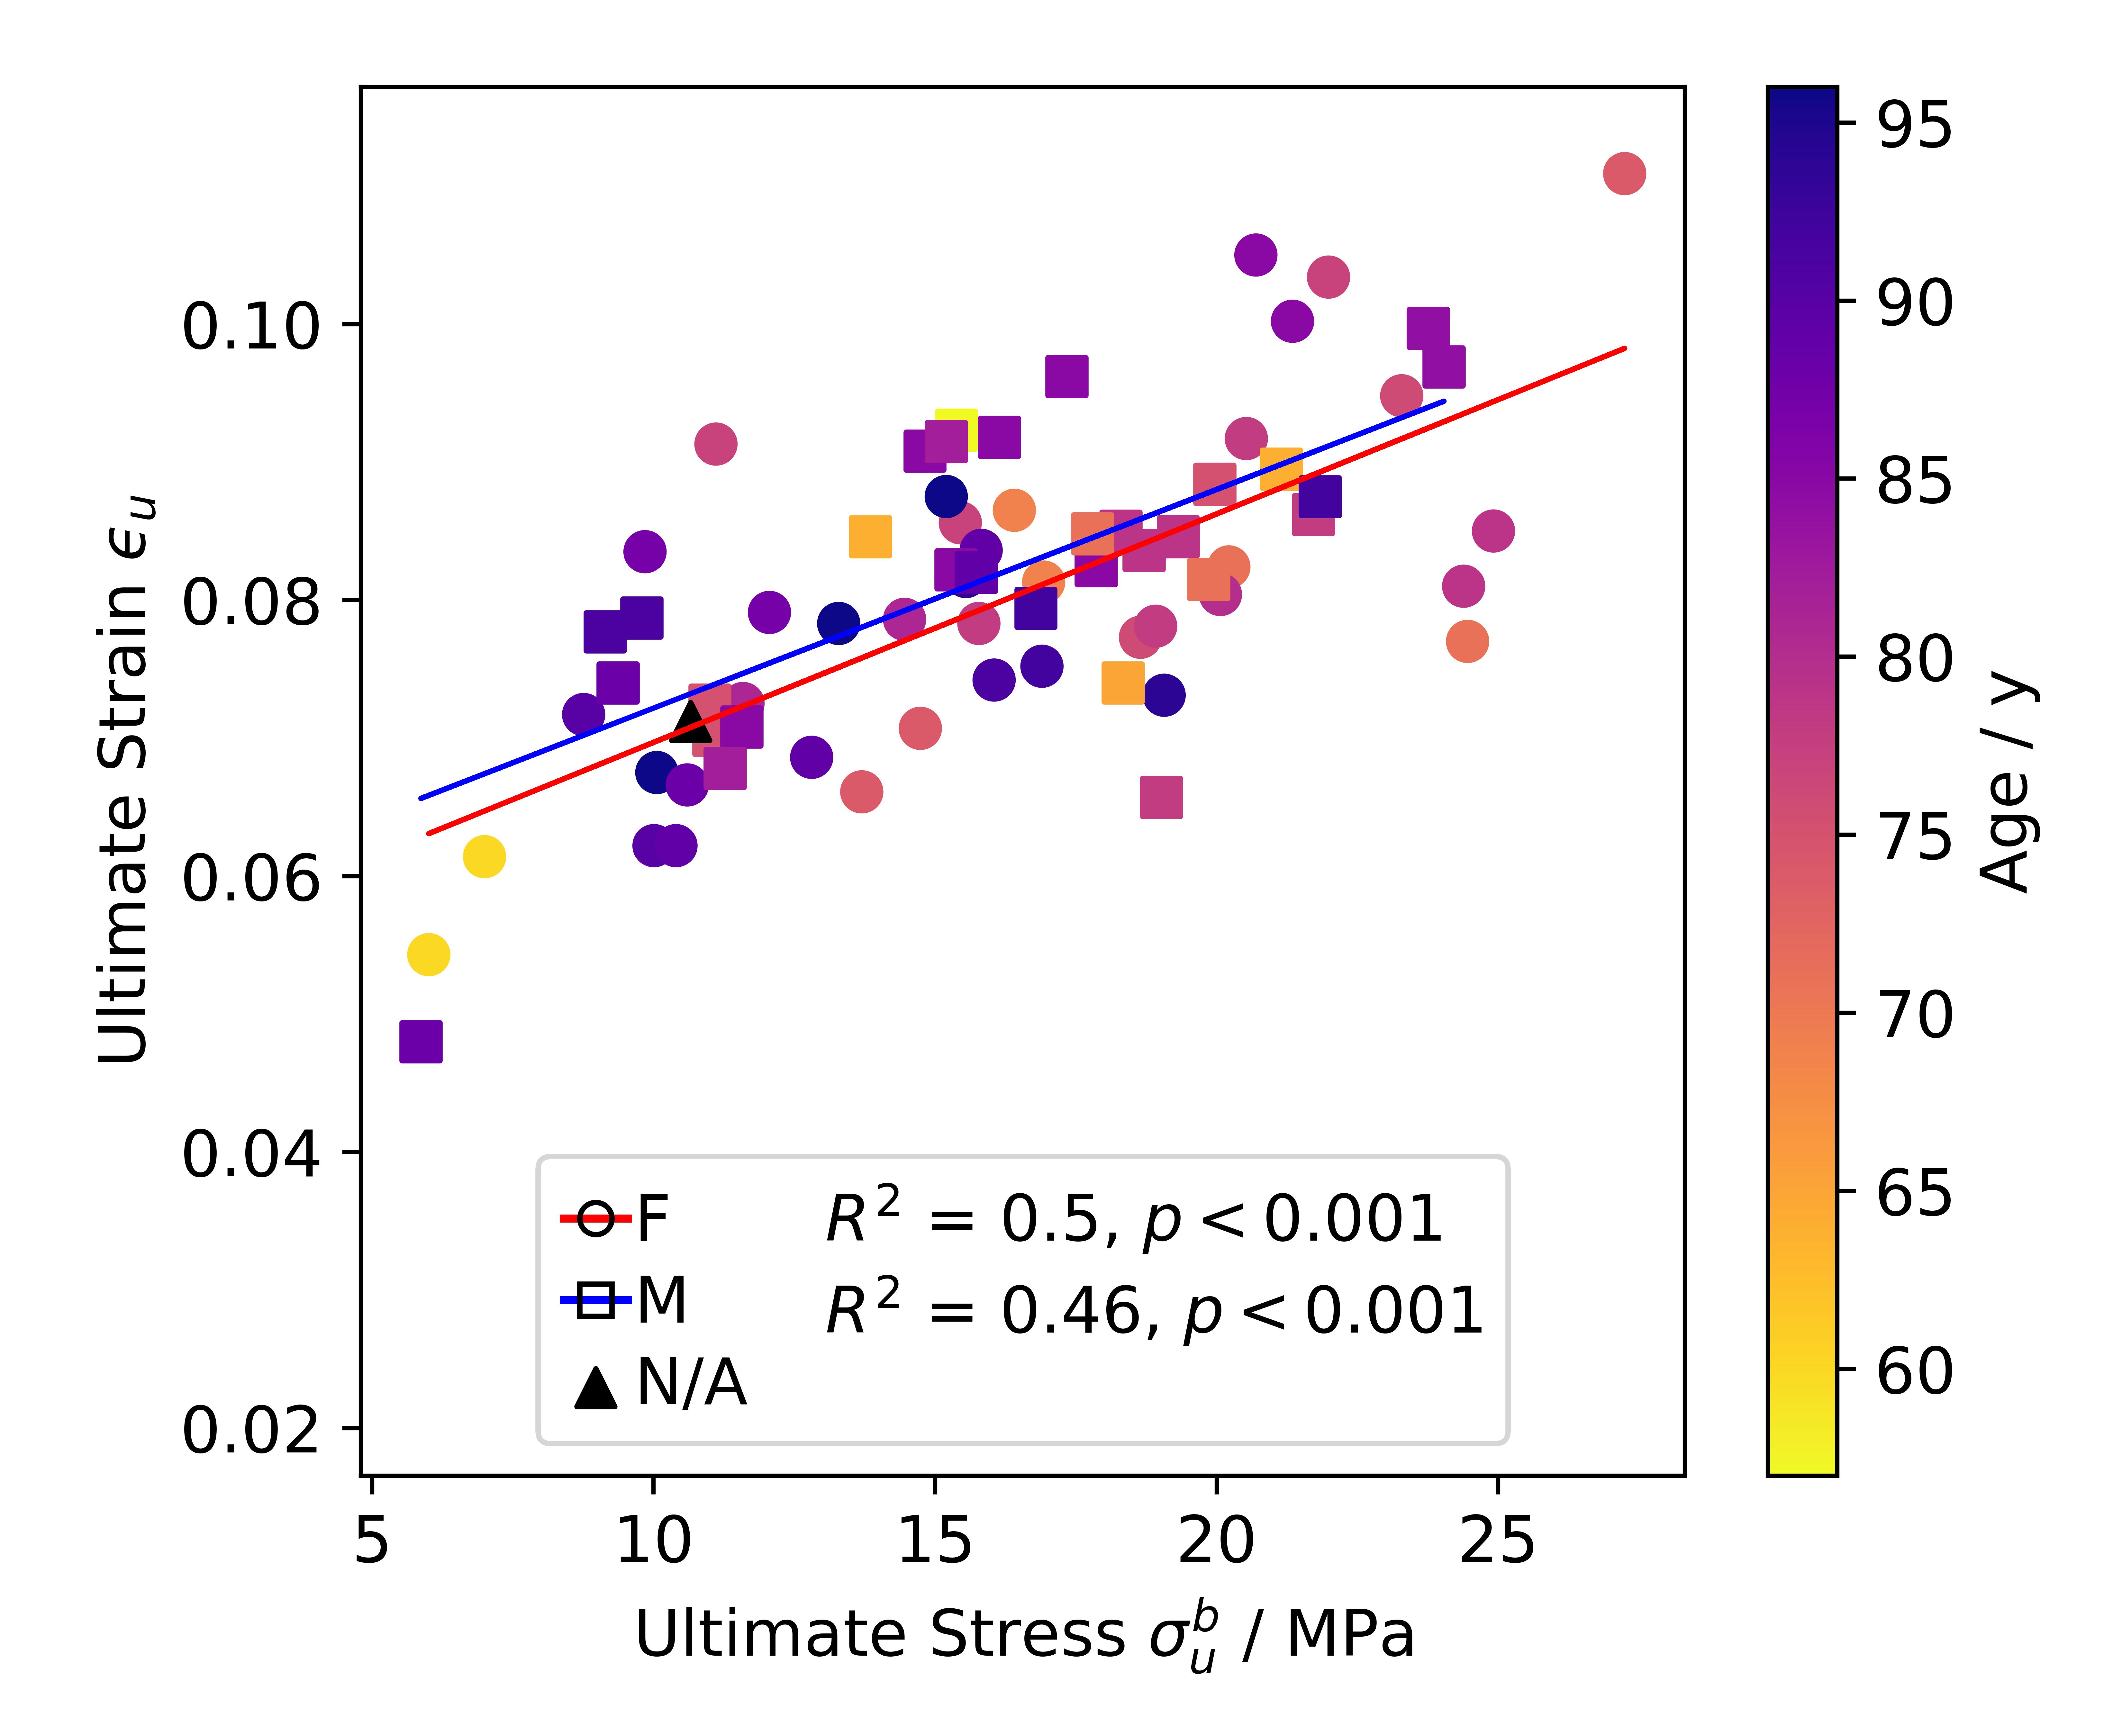 Ultimate Strain ϵu
0.10
0.08
0.06
0.04
0.02
F R² = 0.5, p < 0.001
M R² = 0.46, p < 0.001
N/A
5 10 15 20 25
Ultimate Stress σᵇu / MPa
95
90
85
80
75
70
65
60
Age / y